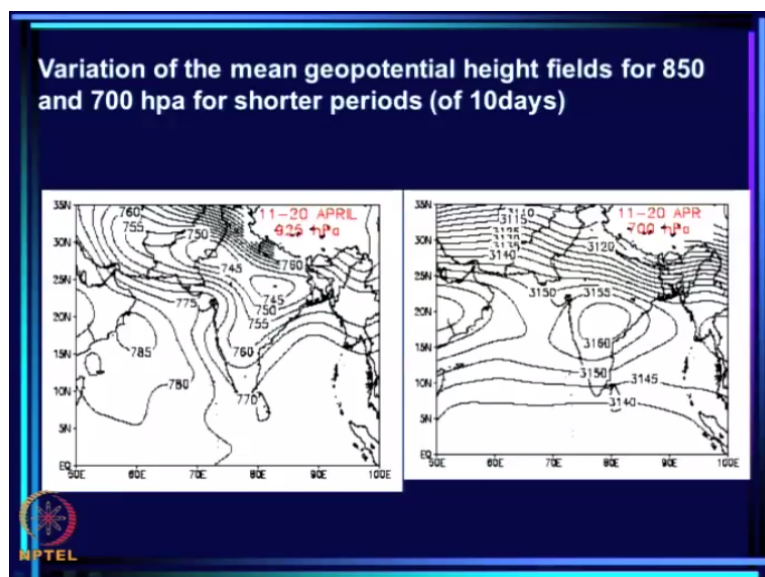 Variation of the mean geopotential height fields for 850
and 700 hpa for shorter periods (of 10days)
35N
30N
25N
20N
15N
10N
5N
EQ
50E
60E
70E
80E
90E
100E
11-20 APRIL
925 hPa
760
755
750
745
760
775
745
750
755
785
760
780
770
35N
30N
25N
20N
15N
10N
5N
EQ
50E
60E
70E
80E
90E
100E
11-20 APR
700 hPa
3115
3120
3140
3150
3155
3160
3150
3145
3140
NPTEL